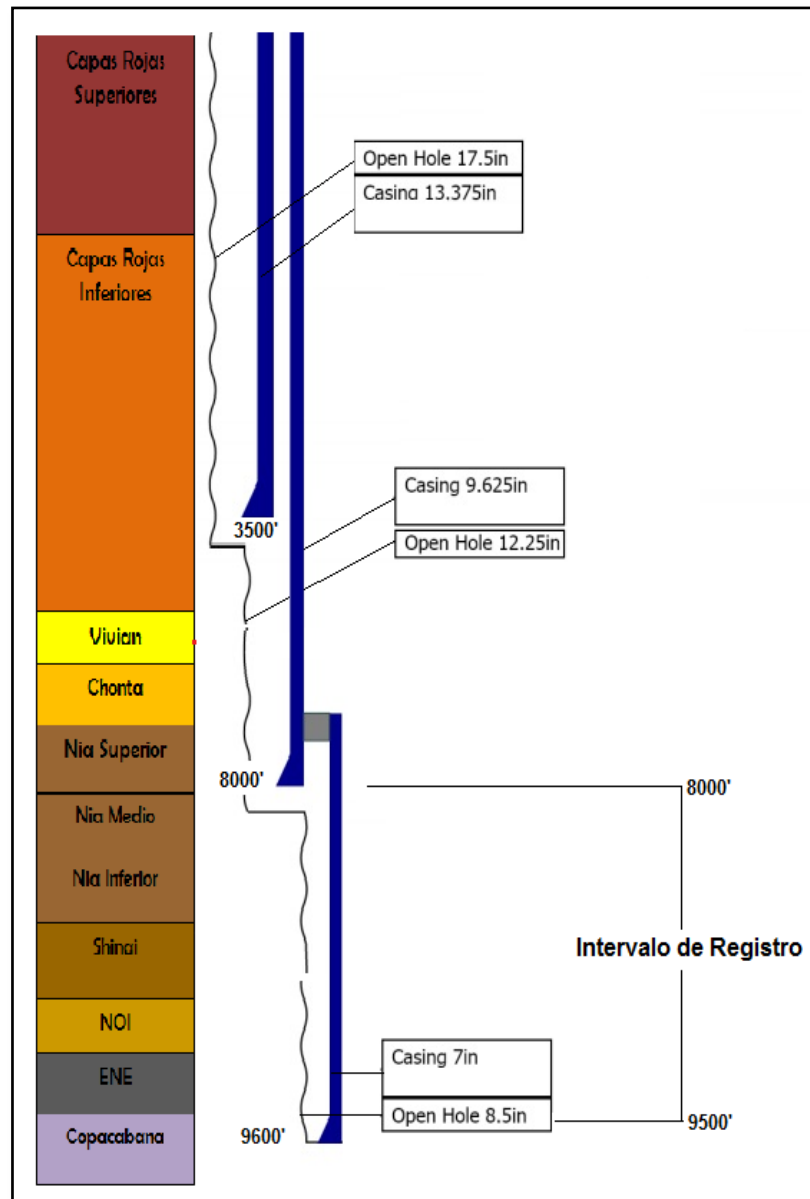 Capas Rojas
Superiores
Open Hole 17.5in
Casing 13.375in
Capas Rojas
Inferiores
Casing 9.625in
3500'
Open Hole 12.25in
Vivian
Chonta
Nia Superior
8000'
8000'
Nia Medio
Nia Inferior
Shinai
Intervalo de Registro
NOI
Casing 7in
ENE
Open Hole 8.5in
9500'
Copacabana
9600'